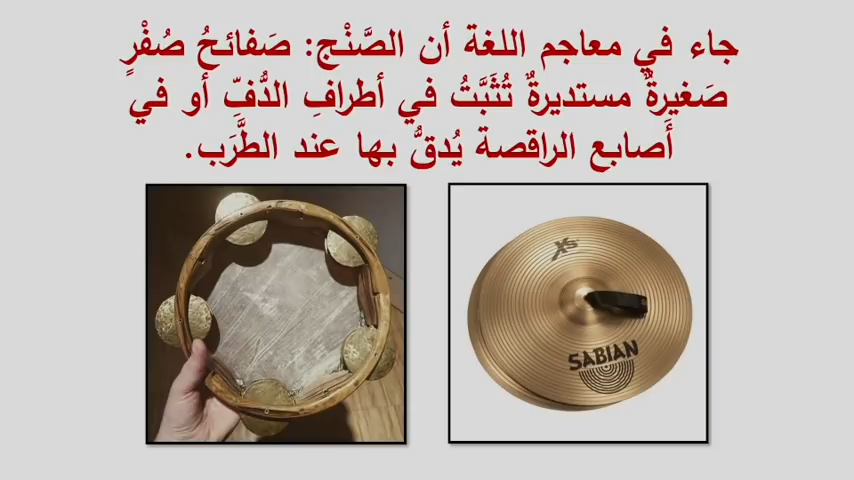 جاء في معاجم اللغة أن الصَّنْج: صَفائحُ صُفْرٍ
صَغيرةٌ مستديرةٌ تُثَبَّتُ في أطرافِ الدُّفِّ أو في
أَصابع الراقصة يُدقُّ بها عند الطَّرَب.
XS
SABIAN